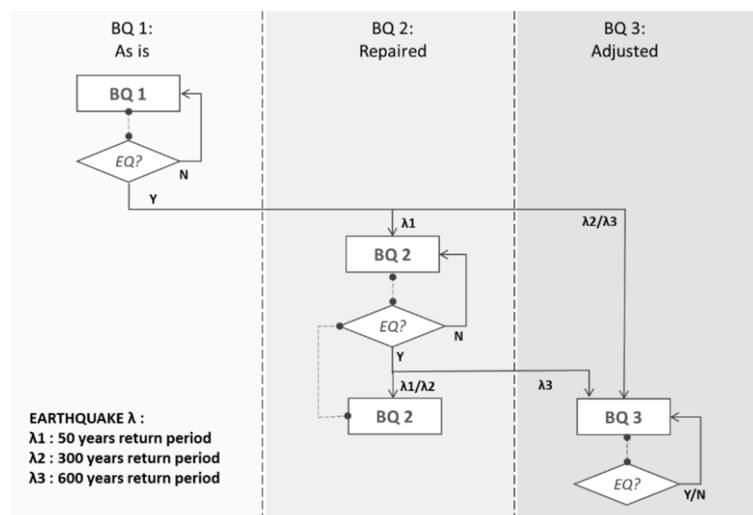 BQ 1:
As is
BQ 2:
Repaired
BQ 3:
Adjusted
BQ 1
EQ?
N
Y
λ1
λ2/λ3
BQ 2
EQ?
N
Y
λ1/λ2
λ3
BQ 2
BQ 3
EQ?
Y/N
EARTHQUAKE λ :
λ1 : 50 years return period
λ2 : 300 years return period
λ3 : 600 years return period